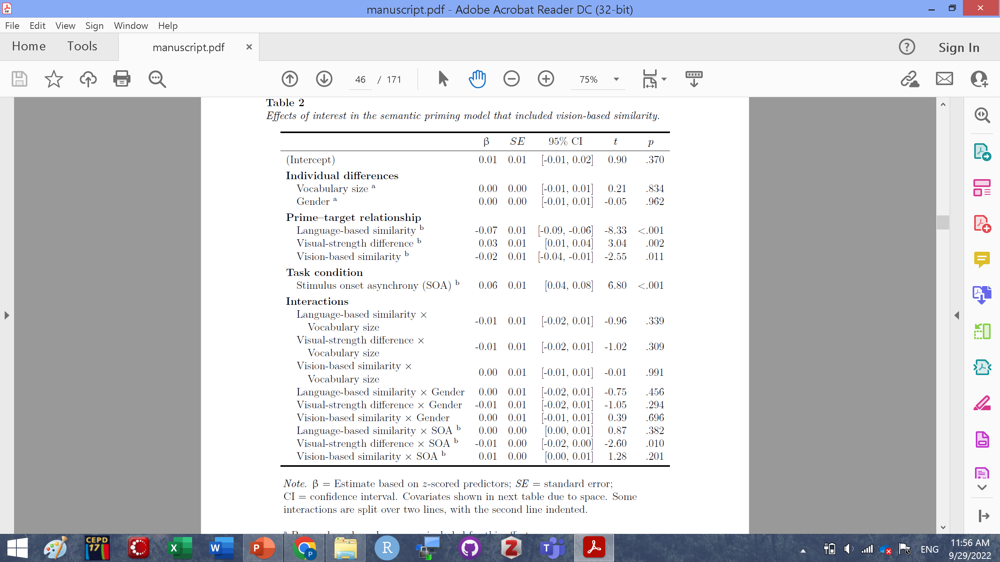 manuscript.pdf - Adobe Acrobat Reader DC (32-bit)
File Edit View Sign Window Help
Home Tools manuscript.pdf × ? Sign In
46 / 171 75%
Table 2
Effects of interest in the semantic priming model that included vision-based similarity.
β SE 95% CI t p
(Intercept) 0.01 0.01 [-0.01, 0.02] 0.90 .370
Individual differences
Vocabulary size a 0.00 0.00 [-0.01, 0.01] 0.21 .834
Gender a 0.00 0.00 [-0.01, 0.01] -0.05 .962
Prime–target relationship
Language-based similarity b -0.07 0.01 [-0.09, -0.06] -8.33 <.001
Visual-strength difference b 0.03 0.01 [0.01, 0.04] 3.04 .002
Vision-based similarity b -0.02 0.01 [-0.04, -0.01] -2.55 .011
Task condition
Stimulus onset asynchrony (SOA) b 0.06 0.01 [0.04, 0.08] 6.80 <.001
Interactions
Language-based similarity ×
Vocabulary size -0.01 0.01 [-0.02, 0.01] -0.96 .339
Visual-strength difference ×
Vocabulary size -0.01 0.01 [-0.02, 0.01] -1.02 .309
Vision-based similarity ×
Vocabulary size 0.00 0.01 [-0.01, 0.01] -0.01 .991
Language-based similarity × Gender 0.00 0.01 [-0.02, 0.01] -0.75 .456
Visual-strength difference × Gender -0.01 0.01 [-0.02, 0.01] -1.05 .294
Vision-based similarity × Gender 0.00 0.01 [-0.01, 0.01] 0.39 .696
Language-based similarity × SOA b 0.00 0.00 [0.00, 0.01] 0.87 .382
Visual-strength difference × SOA b -0.01 0.00 [-0.02, 0.00] -2.60 .010
Vision-based similarity × SOA b 0.01 0.00 [0.00, 0.01] 1.28 .201
Note. β = Estimate based on z-scored predictors; SE = standard error;
CI = confidence interval. Covariates shown in next table due to space. Some
interactions are split over two lines, with the second line indented.
CEPD
17 X W P P R Z T
ENG 11:56 AM
9/29/2022